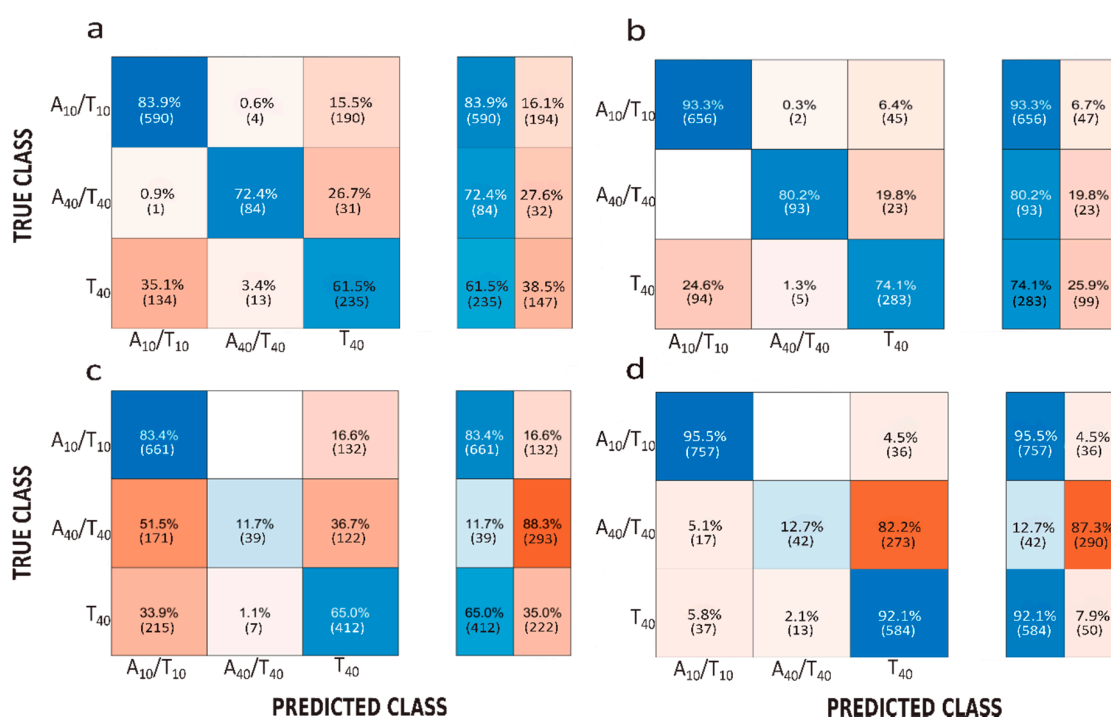 a
TRUE CLASS
A10/T10
83.9% 0.6% 15.5% 83.9% 16.1%
(590) (4) (190) (590) (194)
A40/T40
0.9% 72.4% 26.7% 72.4% 27.6%
(1) (84) (31) (84) (32)
T40
35.1% 3.4% 61.5% 61.5% 38.5%
(134) (13) (235) (235) (147)
A10/T10 A40/T40 T40
b
A10/T10
93.3% 0.3% 6.4% 93.3% 6.7%
(656) (2) (45) (656) (47)
A40/T40
80.2% 19.8% 80.2% 19.8%
(93) (23) (93) (23)
T40
24.6% 1.3% 74.1% 74.1% 25.9%
(94) (5) (283) (283) (99)
A10/T10 A40/T40 T40
c
TRUE CLASS
A10/T10
83.4% 16.6% 83.4% 16.6%
(661) (132) (661) (132)
A40/T40
51.5% 11.7% 36.7% 11.7% 88.3%
(171) (39) (122) (39) (293)
T40
33.9% 1.1% 65.0% 65.0% 35.0%
(215) (7) (412) (412) (222)
A10/T10 A40/T40 T40
PREDICTED CLASS
d
A10/T10
95.5% 4.5% 95.5% 4.5%
(757) (36) (757) (36)
A40/T40
5.1% 12.7% 82.2% 12.7% 87.3%
(17) (42) (273) (42) (290)
T40
5.8% 2.1% 92.1% 92.1% 7.9%
(37) (13) (584) (584) (50)
A10/T10 A40/T40 T40
PREDICTED CLASS